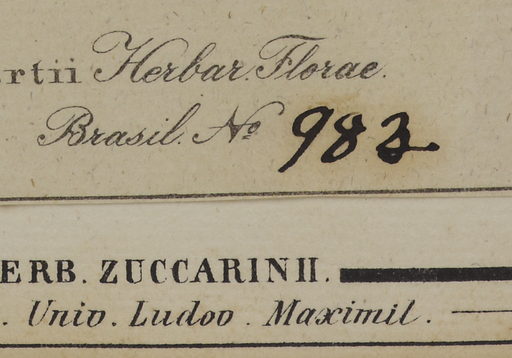 rtii Herbar. Florae.
Brasil. No 983
ERB. ZUCCARINII.
. Univ. Ludov. Maximil.